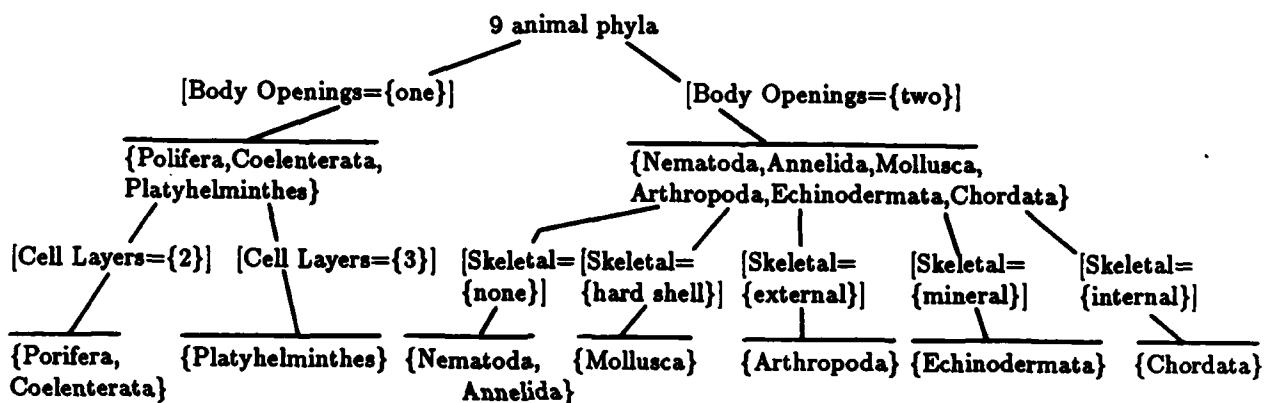 9 animal phyla
[Body Openings={one}]
[Body Openings={two}]
{Polifera,Coelenterata,
Platyhelminthes}
{Nematoda,Annelida,Mollusca,
Arthropoda,Echinodermata,Chordata}
[Cell Layers={2}]
[Cell Layers={3}]
[Skeletal=
{none}]
[Skeletal=
{hard shell}]
[Skeletal=
{external}]
[Skeletal=
{mineral}]
[Skeletal=
{internal}]
{Porifera,
Coelenterata}
{Platyhelminthes}
{Nematoda,
Annelida}
{Mollusca}
{Arthropoda}
{Echinodermata}
{Chordata}